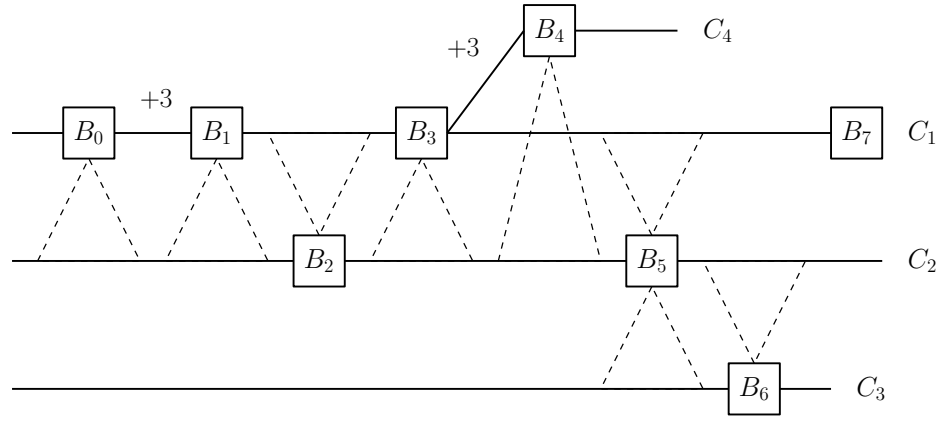 B₄ C₄
+3
+3
B₀ B₁ B₃ B₇ C₁
B₂ B₅ C₂
B₆ C₃